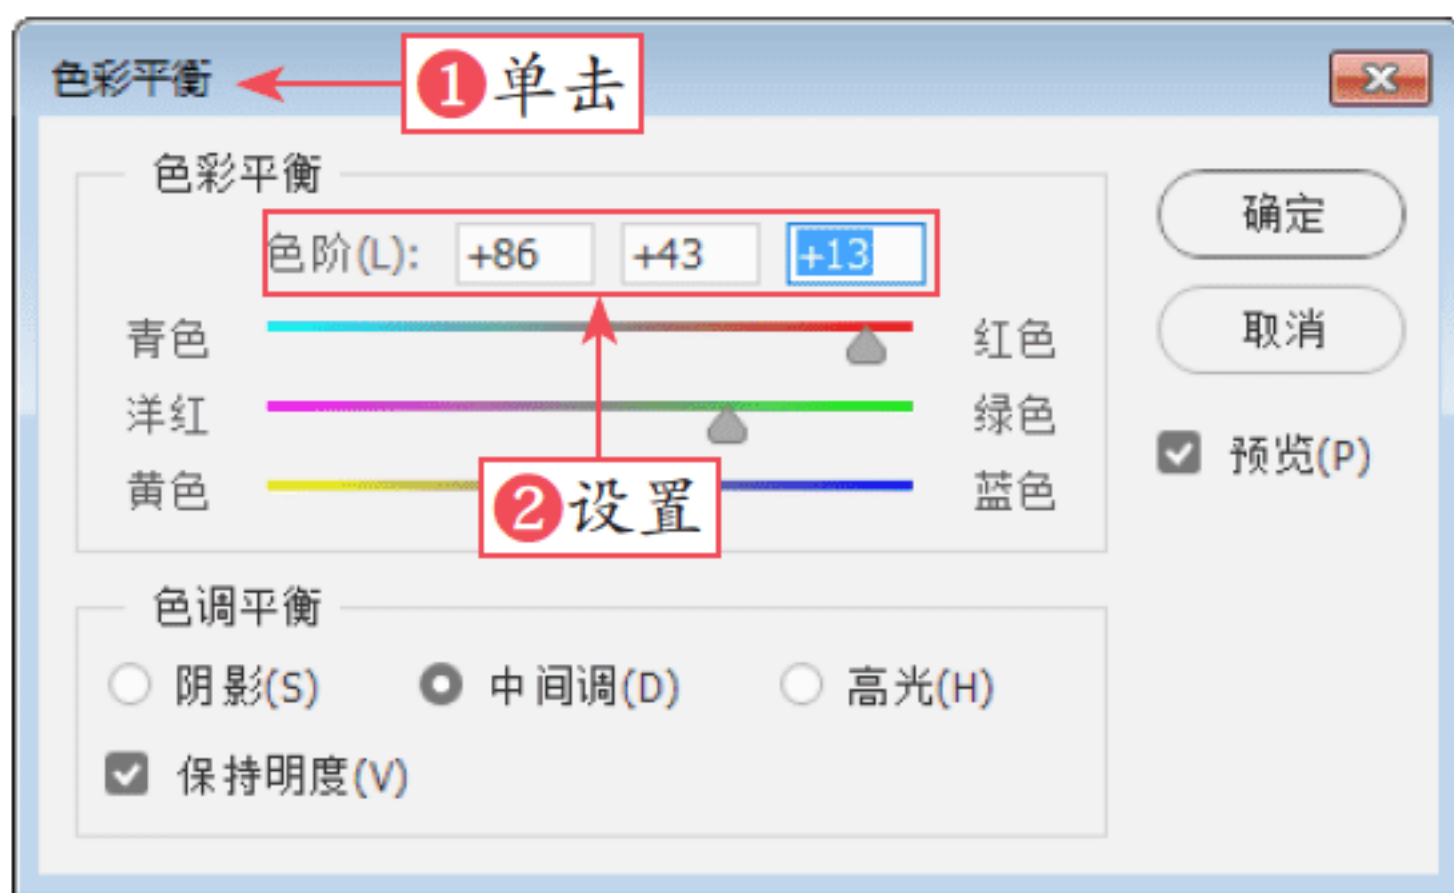 色彩平衡 ❶单击
色彩平衡
色阶(L): +86 +43 +13
青色 红色
洋红 绿色
黄色 蓝色
❷设置
确定
取消
预览(P)
色调平衡
阴影(S) 中间调(D) 高光(H)
保持明度(V)